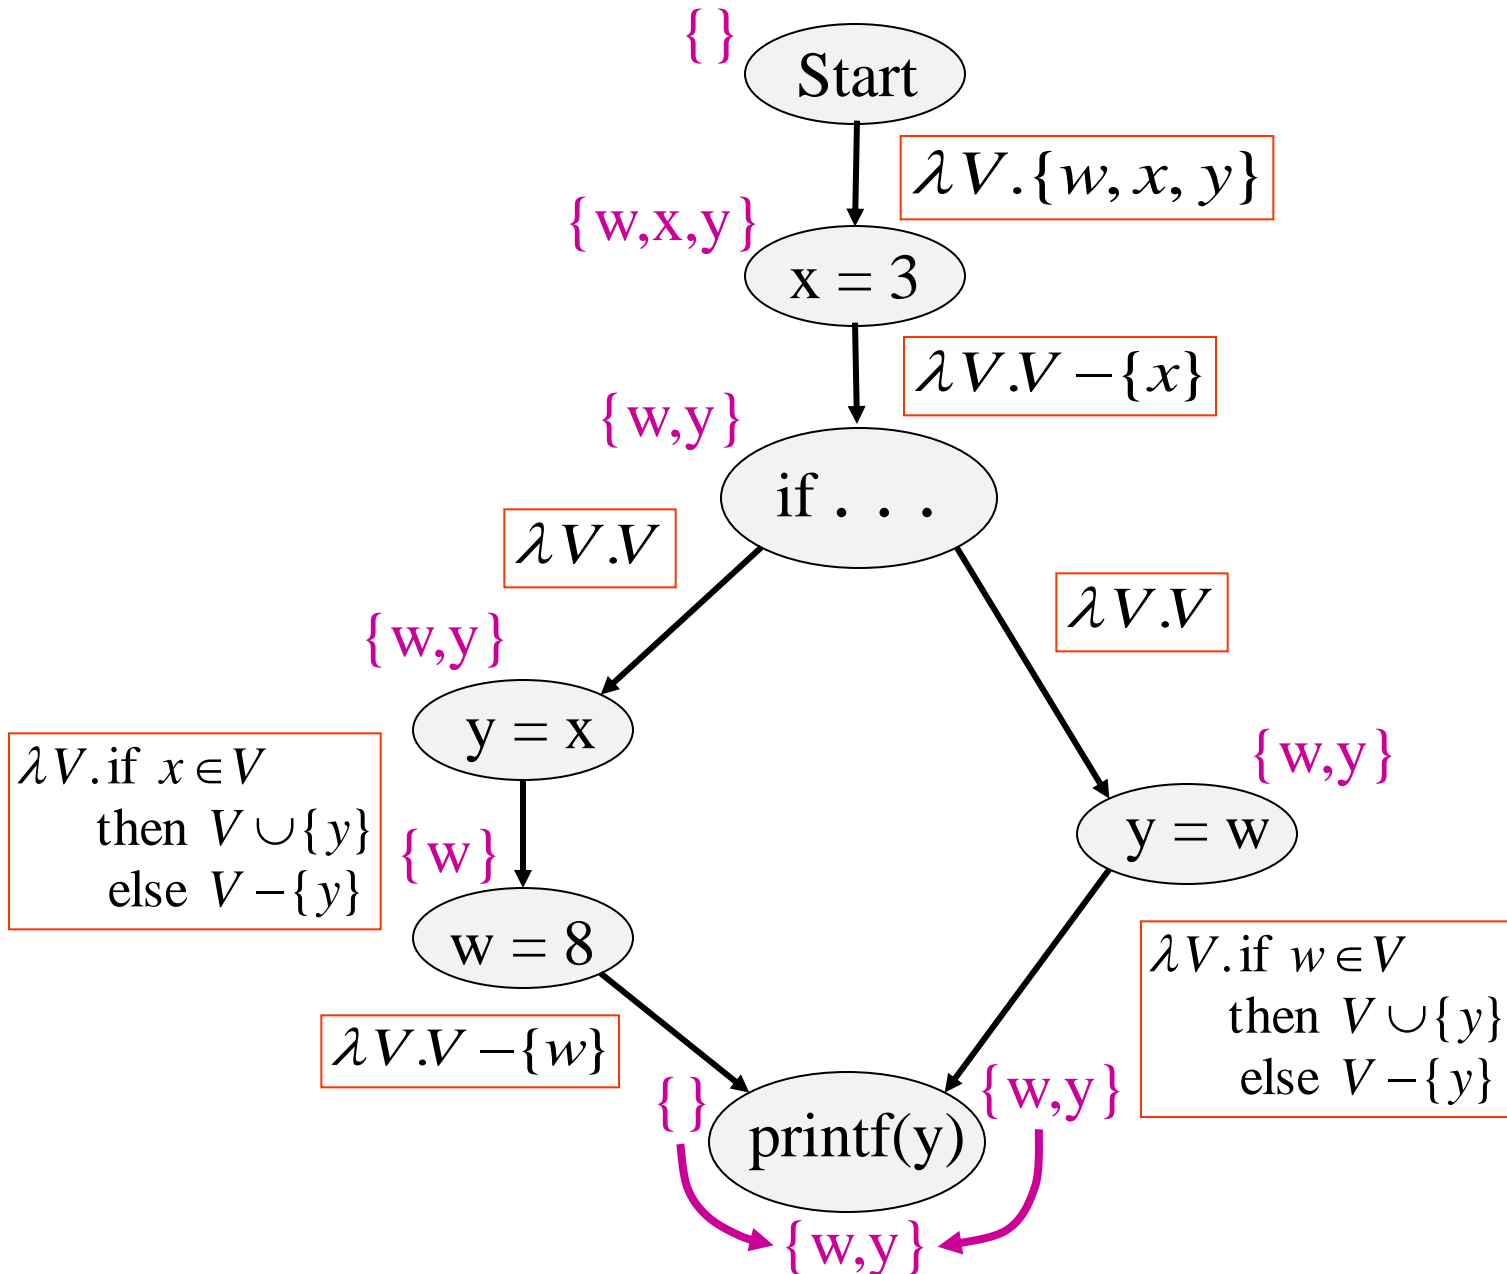 {}
Start
λV.{w, x, y}
{w,x,y}
x = 3
λV.V – {x}
{w,y}
if . . .
λV.V
λV.V
{w,y}
y = x
{w,y}
λV.if x ∈ V
then V ∪ {y}
else V – {y}
y = w
{w}
w = 8
λV.if w ∈ V
then V ∪ {y}
else V – {y}
λV.V – {w}
{}
{w,y}
printf(y)
{w,y}